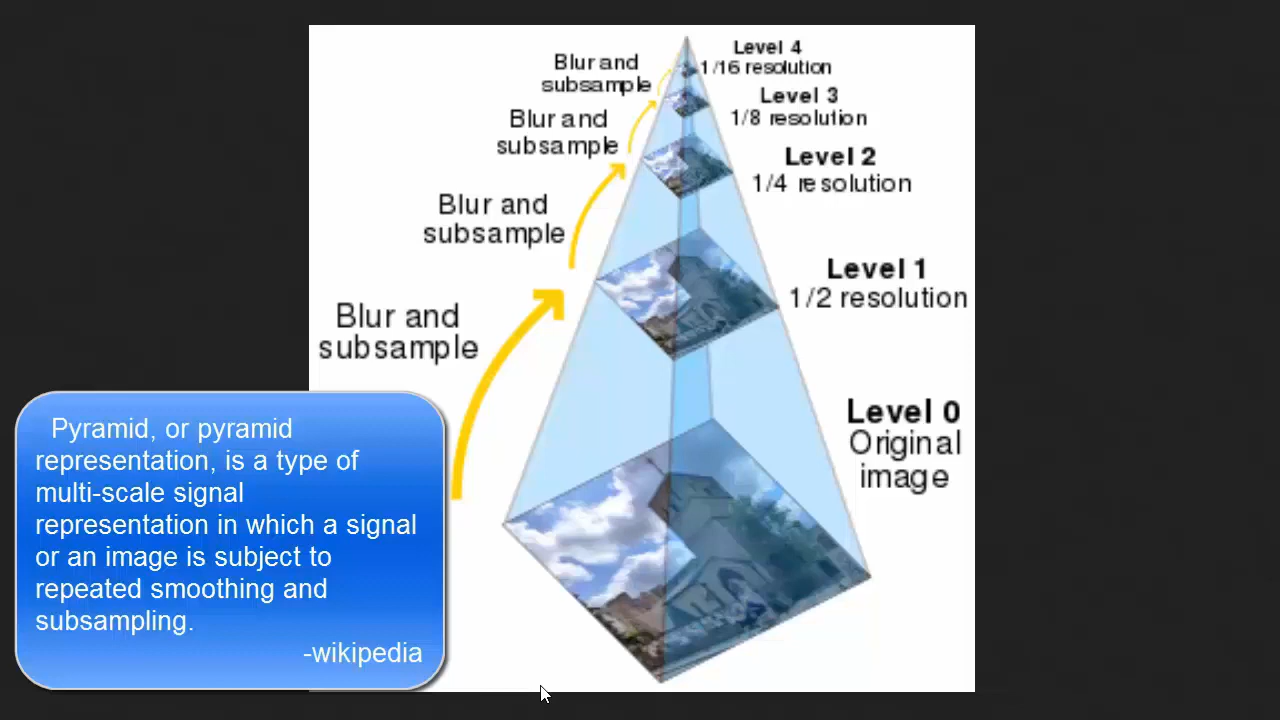 Blur and
subsample
Level 4
1/16 resolution
Blur and
subsample
Level 3
1/8 resolution
Blur and
subsample
Level 2
1/4 resolution
Blur and
subsample
Level 1
1/2 resolution
Level 0
Original
image
Pyramid, or pyramid
representation, is a type of
multi-scale signal
representation in which a signal
or an image is subject to
repeated smoothing and
subsampling.
-wikipedia